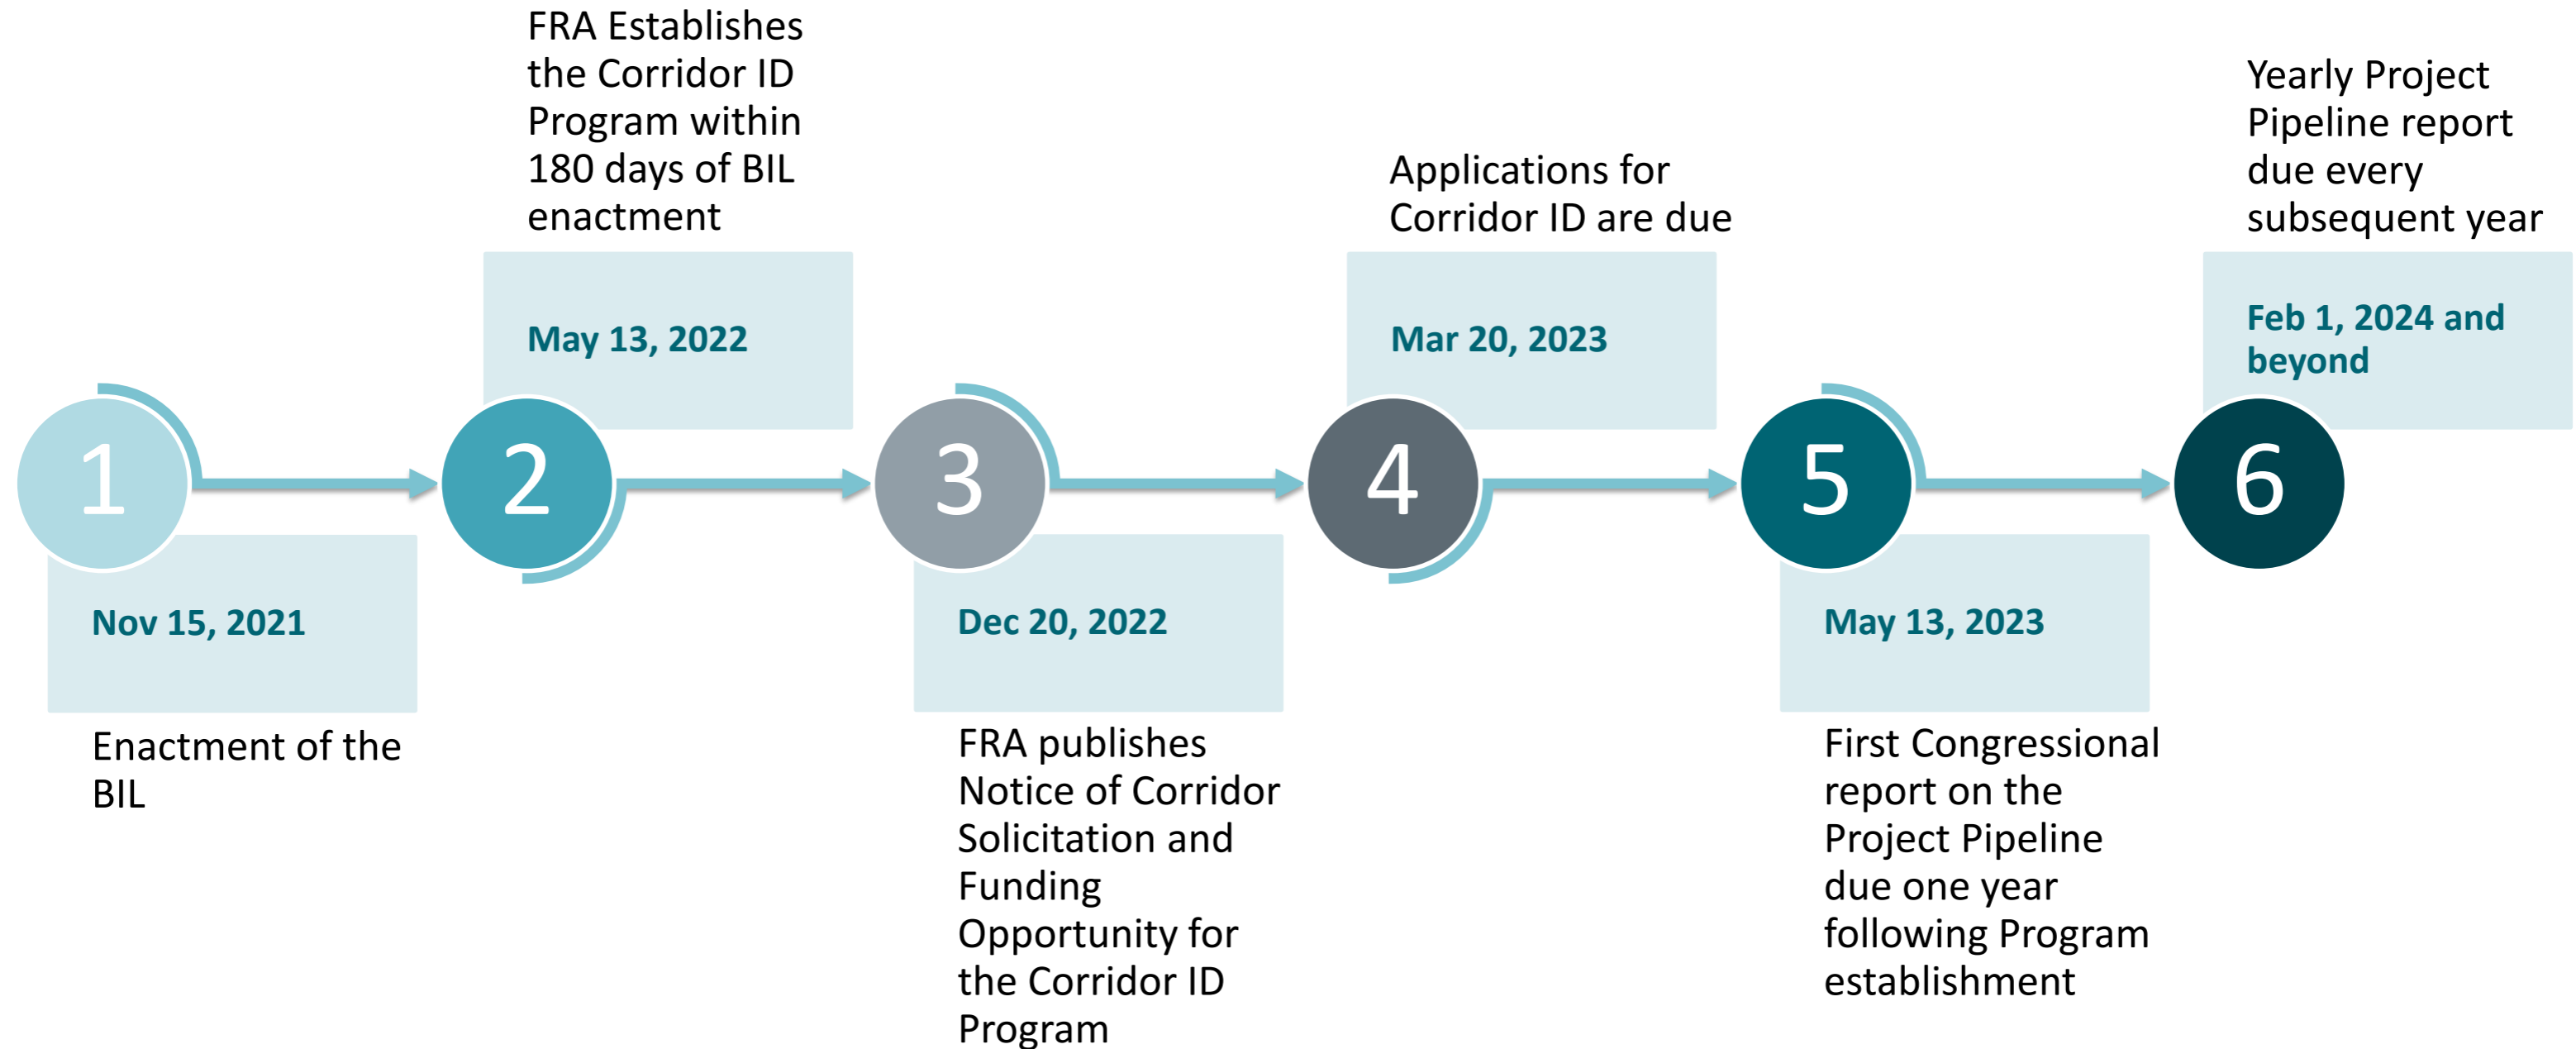 1
Nov 15, 2021
Enactment of the
BIL
FRA Establishes
the Corridor ID
Program within
180 days of BIL
enactment
May 13, 2022
2
3
Dec 20, 2022
FRA publishes
Notice of Corridor
Solicitation and
Funding
Opportunity for
the Corridor ID
Program
Applications for
Corridor ID are due
Mar 20, 2023
4
5
May 13, 2023
First Congressional
report on the
Project Pipeline
due one year
following Program
establishment
Yearly Project
Pipeline report
due every
subsequent year
Feb 1, 2024 and
beyond
6